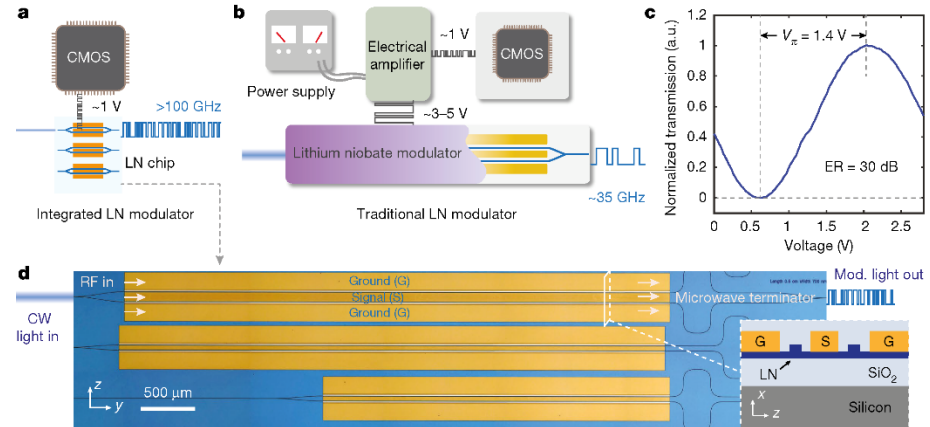 a
CMOS
~1 V
>100 GHz
LN chip
Integrated LN modulator
b
Power supply
Electrical
amplifier
~1 V
CMOS
~3–5 V
Lithium niobate modulator
~35 GHz
Traditional LN modulator
c
Normalized transmission (a.u.)
1.0
0.8
0.6
0.4
0.2
0
Vπ = 1.4 V
ER = 30 dB
0 0.5 1 1.5 2 2.5
Voltage (V)
d
CW
light in
RF in
Ground (G)
Signal (S)
Ground (G)
Microwave terminator
Mod. light out
z
y
500 μm
G S G
LN
SiO2
x
z
Silicon